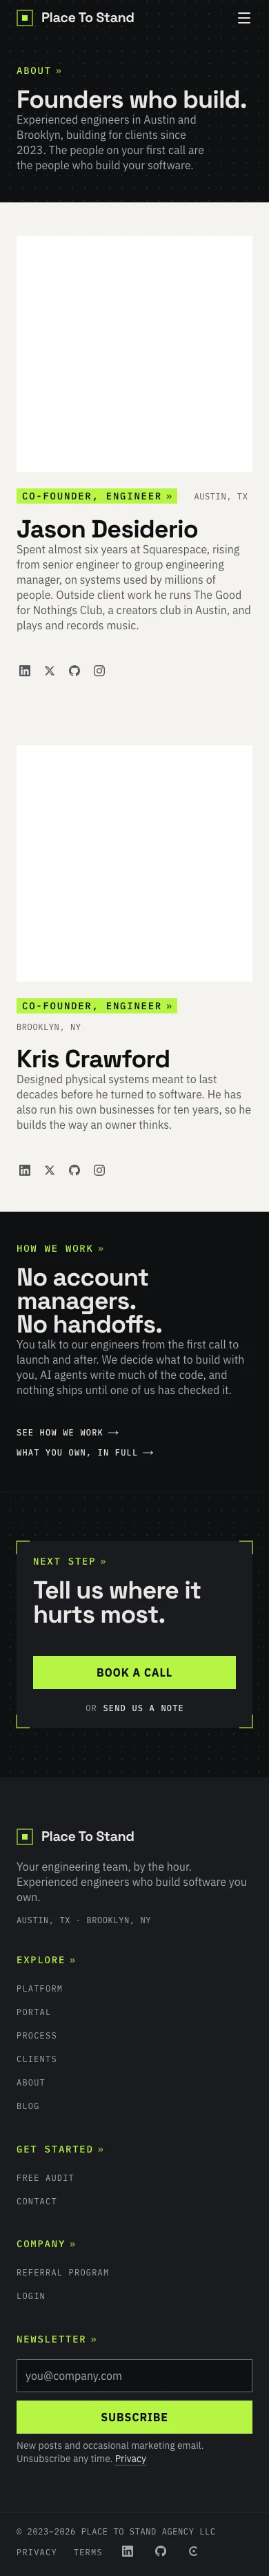 Place To Stand
ABOUT »
Founders who build.
Experienced engineers in Austin and
Brooklyn, building for clients since
2023. The people on your first call are
the people who build your software.
CO-FOUNDER, ENGINEER »
AUSTIN, TX
Jason Desiderio
Spent almost six years at Squarespace, rising
from senior engineer to group engineering
manager, on systems used by millions of
people. Outside client work he runs The Good
for Nothings Club, a creators club in Austin, and
plays and records music.
CO-FOUNDER, ENGINEER »
BROOKLYN, NY
Kris Crawford
Designed physical systems meant to last
decades before he turned to software. He has
also run his own businesses for ten years, so he
builds the way an owner thinks.
HOW WE WORK »
No account
managers.
No handoffs.
You talk to our engineers from the first call to
launch and after. We decide what to build with
you, AI agents write much of the code, and
nothing ships until one of us has checked it.
SEE HOW WE WORK →
WHAT YOU OWN, IN FULL →
NEXT STEP »
Tell us where it
hurts most.
BOOK A CALL
OR SEND US A NOTE
Place To Stand
Your engineering team, by the hour.
Experienced engineers who build software you
own.
AUSTIN, TX · BROOKLYN, NY
EXPLORE »
PLATFORM
PORTAL
PROCESS
CLIENTS
ABOUT
BLOG
GET STARTED »
FREE AUDIT
CONTACT
COMPANY »
REFERRAL PROGRAM
LOGIN
NEWSLETTER »
you@company.com
SUBSCRIBE
New posts and occasional marketing email.
Unsubscribe any time. Privacy
© 2023–2026 PLACE TO STAND AGENCY LLC
PRIVACY TERMS